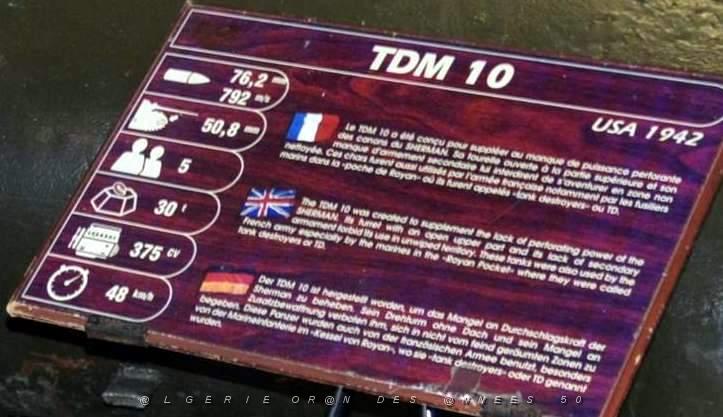 TDM 10
USA 1942
76,2 mm
792 m/s
50,8 mm
5
30 t
375 CV
48 km/h
Le TDM 10 a été conçu pour suppléer au manque de puissance perforante
des canons du SHERMAN. Sa tourelle ouverte à la partie supérieure et son
manque d'armement secondaire lui interdirent de s'aventurer en zone non
nettoyée. Ces chars furent aussi utilisés par l'armée française notamment par les fusiliers
marins dans la «poche de Royan» où ils furent appelés «tank destroyers» ou TD.
The TDM 10 was created to supplement the lack of perforating power of the
SHERMAN. Its turret with an open upper part and its lack of secondary
armament forbid its use in unwiped territory. These tanks were also used by the
French army especially by the marines in the «Royan Pocket» where they were called
tank destroyers or TD.
Der TDM 10 ist hergestellt worden, um das Mangel an Durchschlagskraft der
Sherman zu beheben. Sein Drehturm ohne Dach und sein Mangel an
Zusatzbewaffnung verboten ihm, sich in nicht vom feind geräumten Zonen zu
begeben. Diese Panzer wurden auch von der französischen Armee benutzt, besonders
von der Marineinfanterie im «Kessel von Royan», wo sie «tank destroyers» oder TD genannt
wurden.
@LGERIE OR@N DES @NNEES 50